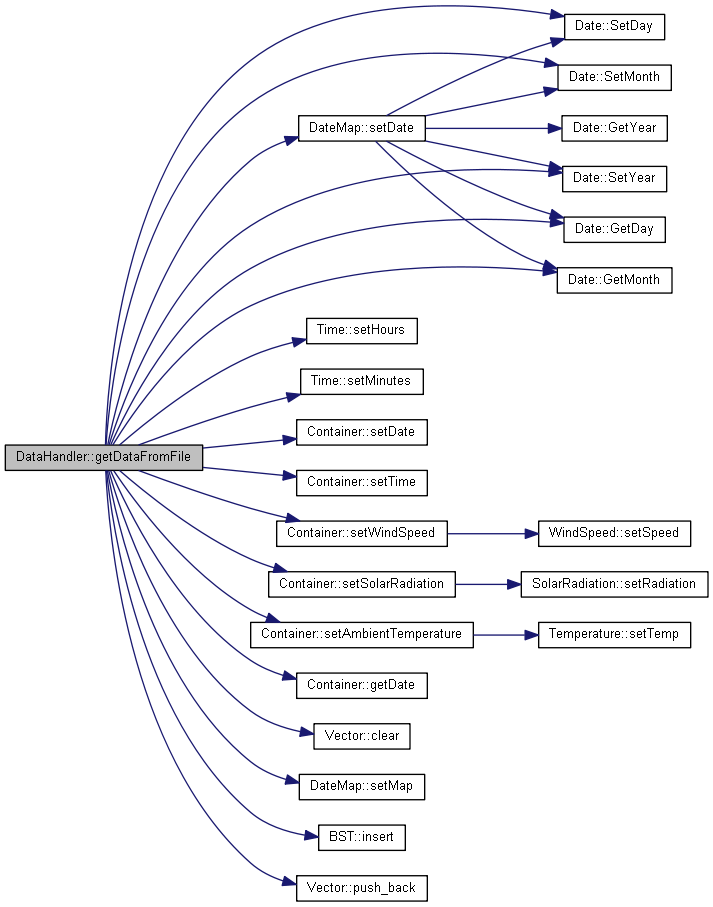 Date::SetDay
Date::SetMonth
DateMap::setDate
Date::GetYear
Date::SetYear
Date::GetDay
Date::GetMonth
Time::setHours
Time::setMinutes
Container::setDate
DataHandler::getDataFromFile
Container::setTime
Container::setWindSpeed
WindSpeed::setSpeed
Container::setSolarRadiation
SolarRadiation::setRadiation
Container::setAmbientTemperature
Temperature::setTemp
Container::getDate
Vector::clear
DateMap::setMap
BST::insert
Vector::push_back